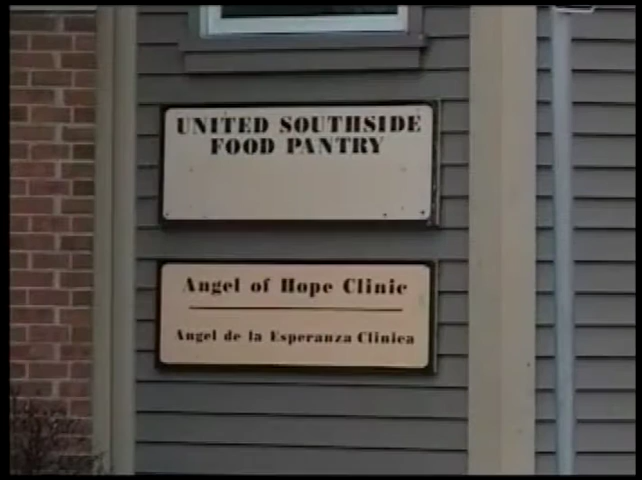 UNITED SOUTHSIDE
FOOD PANTRY
Angel of Hope Clinic
Angel de la Esperanza Clinica